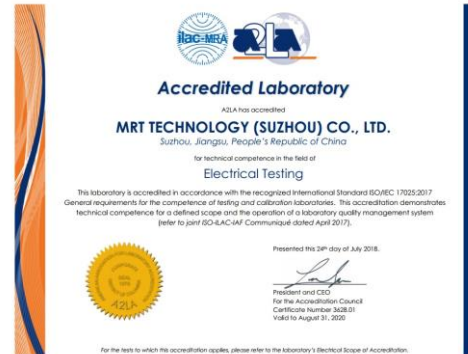 ilac-MRA
A2LA
Accredited Laboratory
A2LA has accredited
MRT TECHNOLOGY (SUZHOU) CO., LTD.
Suzhou, Jiangsu, People's Republic of China
for technical competence in the field of
Electrical Testing
This laboratory is accredited in accordance with the recognized International Standard ISO/IEC 17025:2017
General requirements for the competence of testing and calibration laboratories. This accreditation demonstrates
technical competence for a defined scope and the operation of a laboratory quality management system
(refer to joint ISO-ILAC-IAF Communiqué dated April 2017).
Presented this 24th day of July 2018.
President and CEO
For the Accreditation Council
Certificate Number 3628.01
Valid to August 31, 2020
CORPORATE
SEAL
A2LA
For the tests to which this accreditation applies, please refer to the laboratory's Electrical Scope of Accreditation.